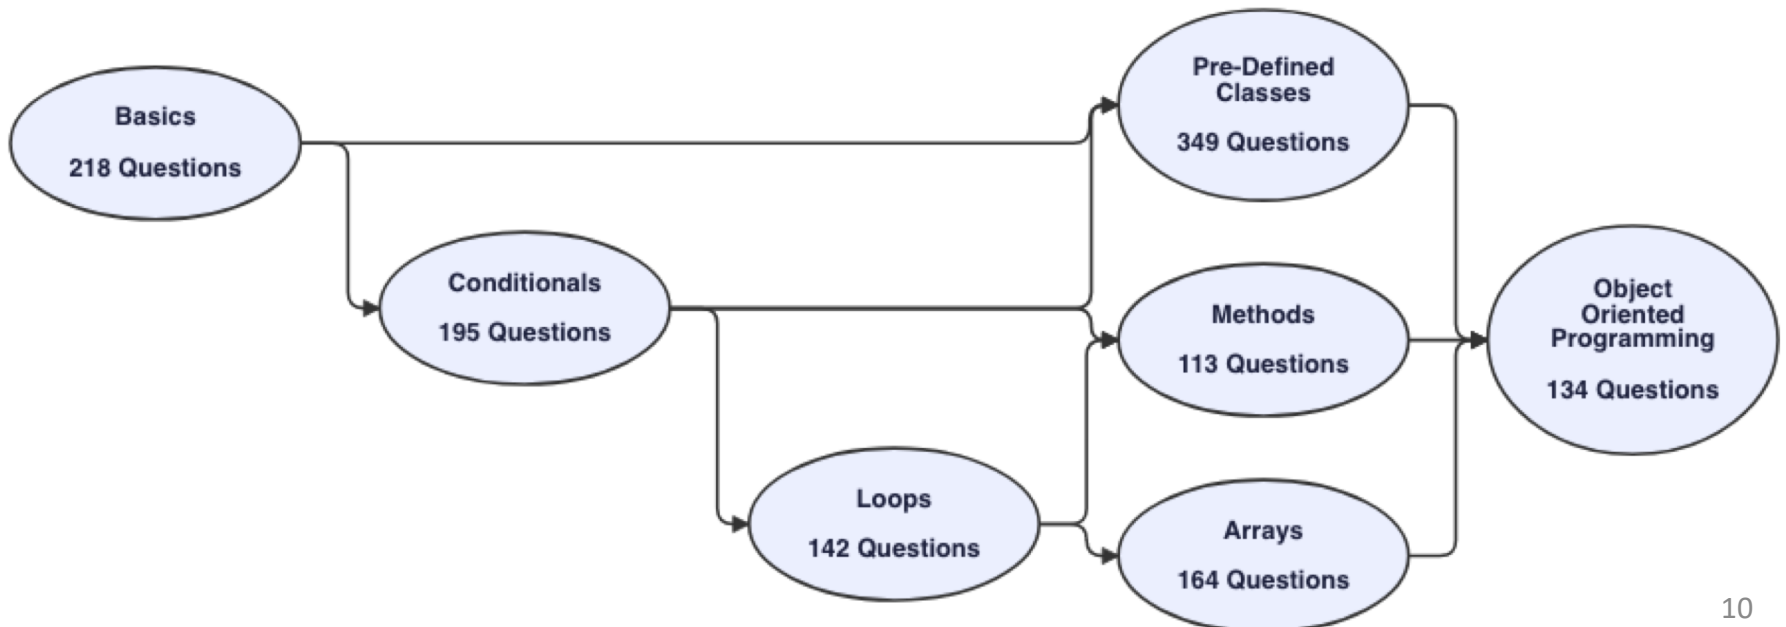 Basics
218 Questions
Conditionals
195 Questions
Loops
142 Questions
Pre-Defined
Classes
349 Questions
Methods
113 Questions
Arrays
164 Questions
Object
Oriented
Programming
134 Questions
10